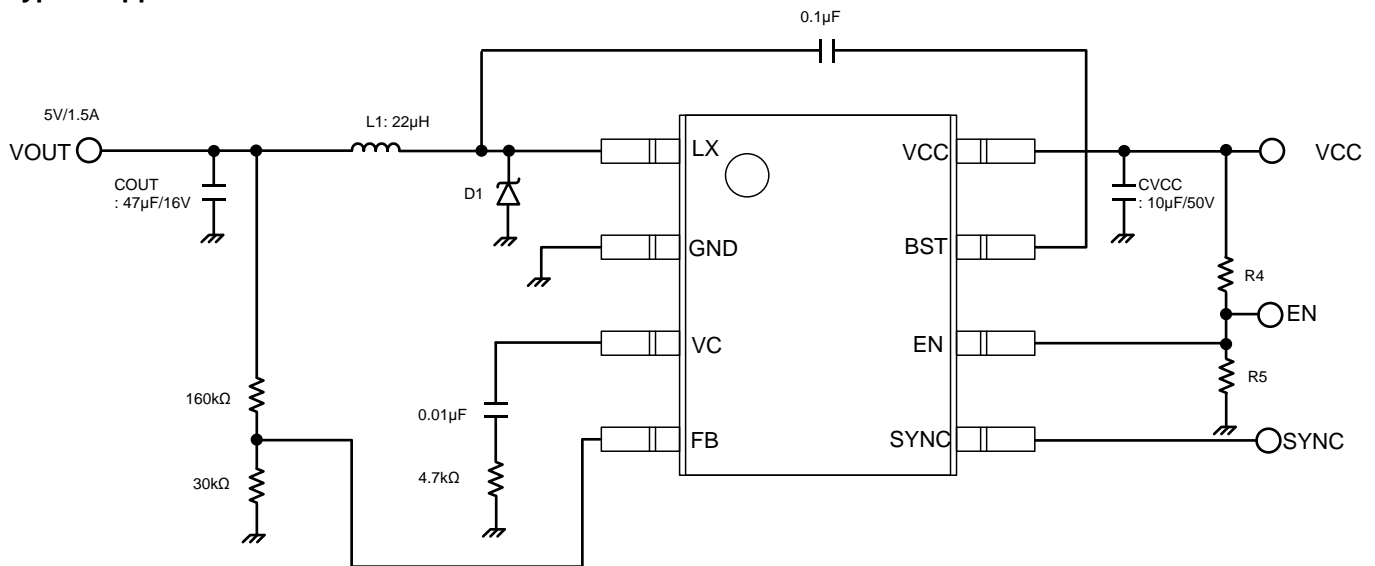 0.1µF
5V/1.5A
L1: 22µH
VOUT
LX
VCC
VCC
COUT
: 47µF/16V
D1
CVCC
: 10µF/50V
GND
BST
R4
EN
VC
EN
R5
160kΩ
0.01µF
FB
SYNC
SYNC
30kΩ
4.7kΩ